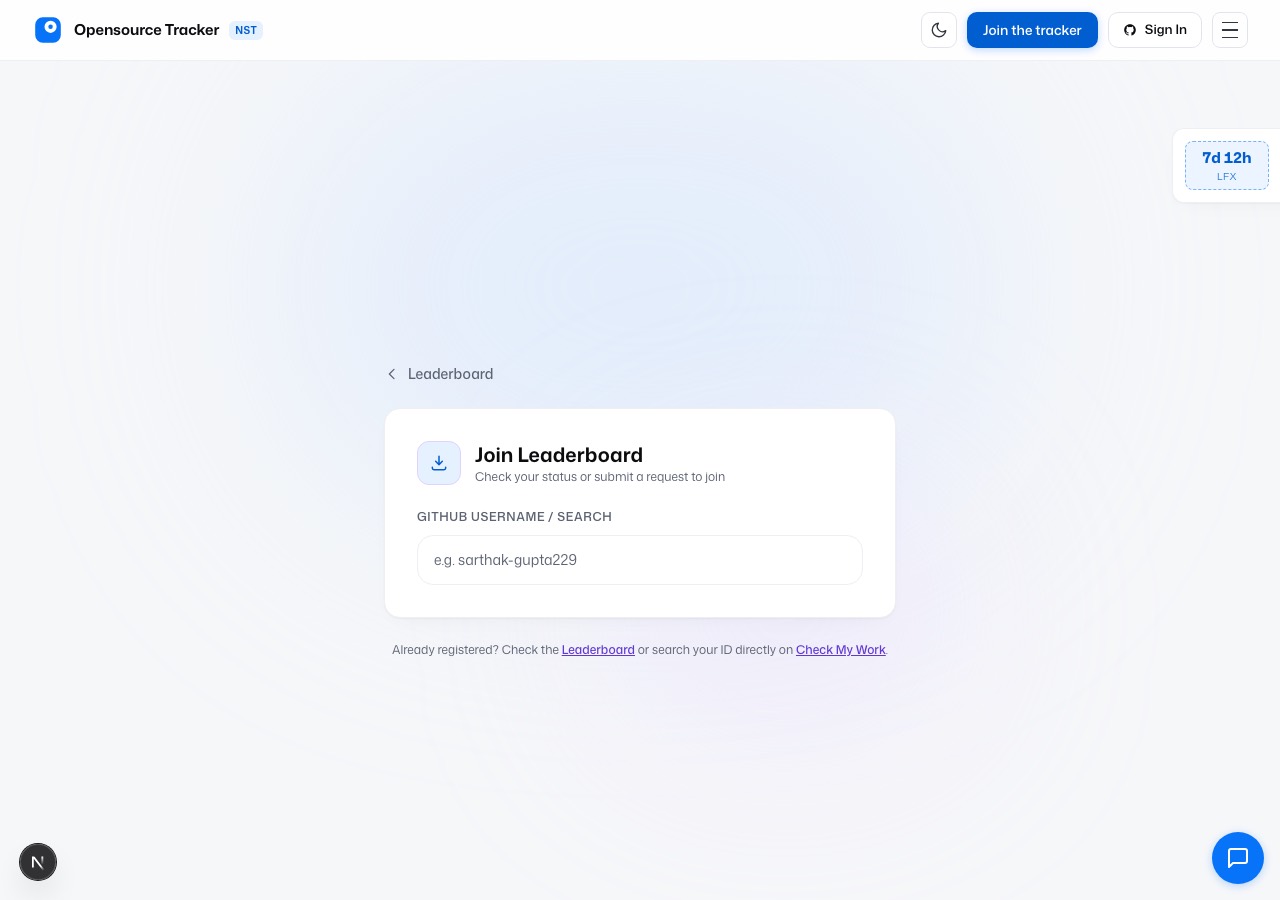 Opensource Tracker NST
Join the tracker
Sign In
7d 12h
LFX
Leaderboard
Join Leaderboard
Check your status or submit a request to join
GITHUB USERNAME / SEARCH
e.g. sarthak-gupta229
Already registered? Check the Leaderboard or search your ID directly on Check My Work.
N